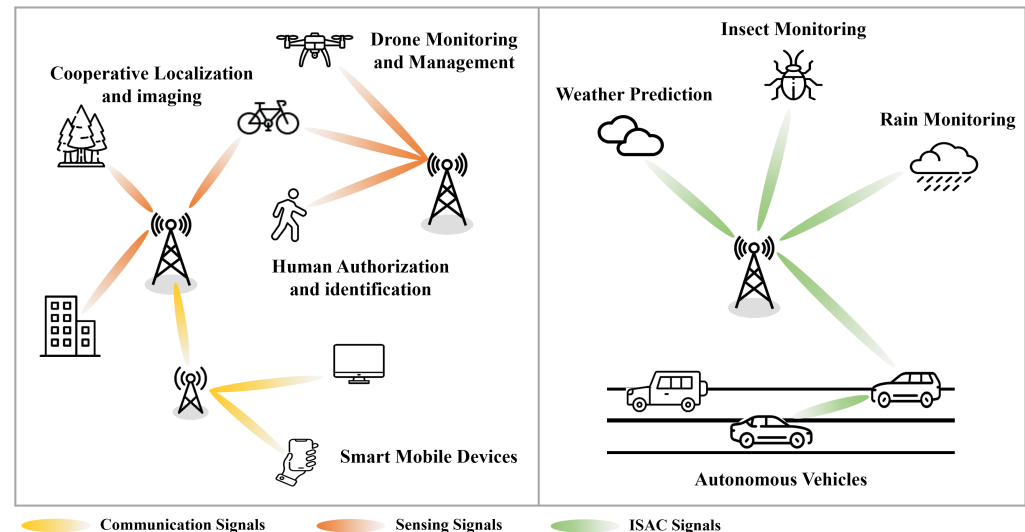 Drone Monitoring
and Management
Cooperative Localization
and imaging
Human Authorization
and identification
Smart Mobile Devices
Insect Monitoring
Weather Prediction
Rain Monitoring
Autonomous Vehicles
Communication Signals
Sensing Signals
ISAC Signals